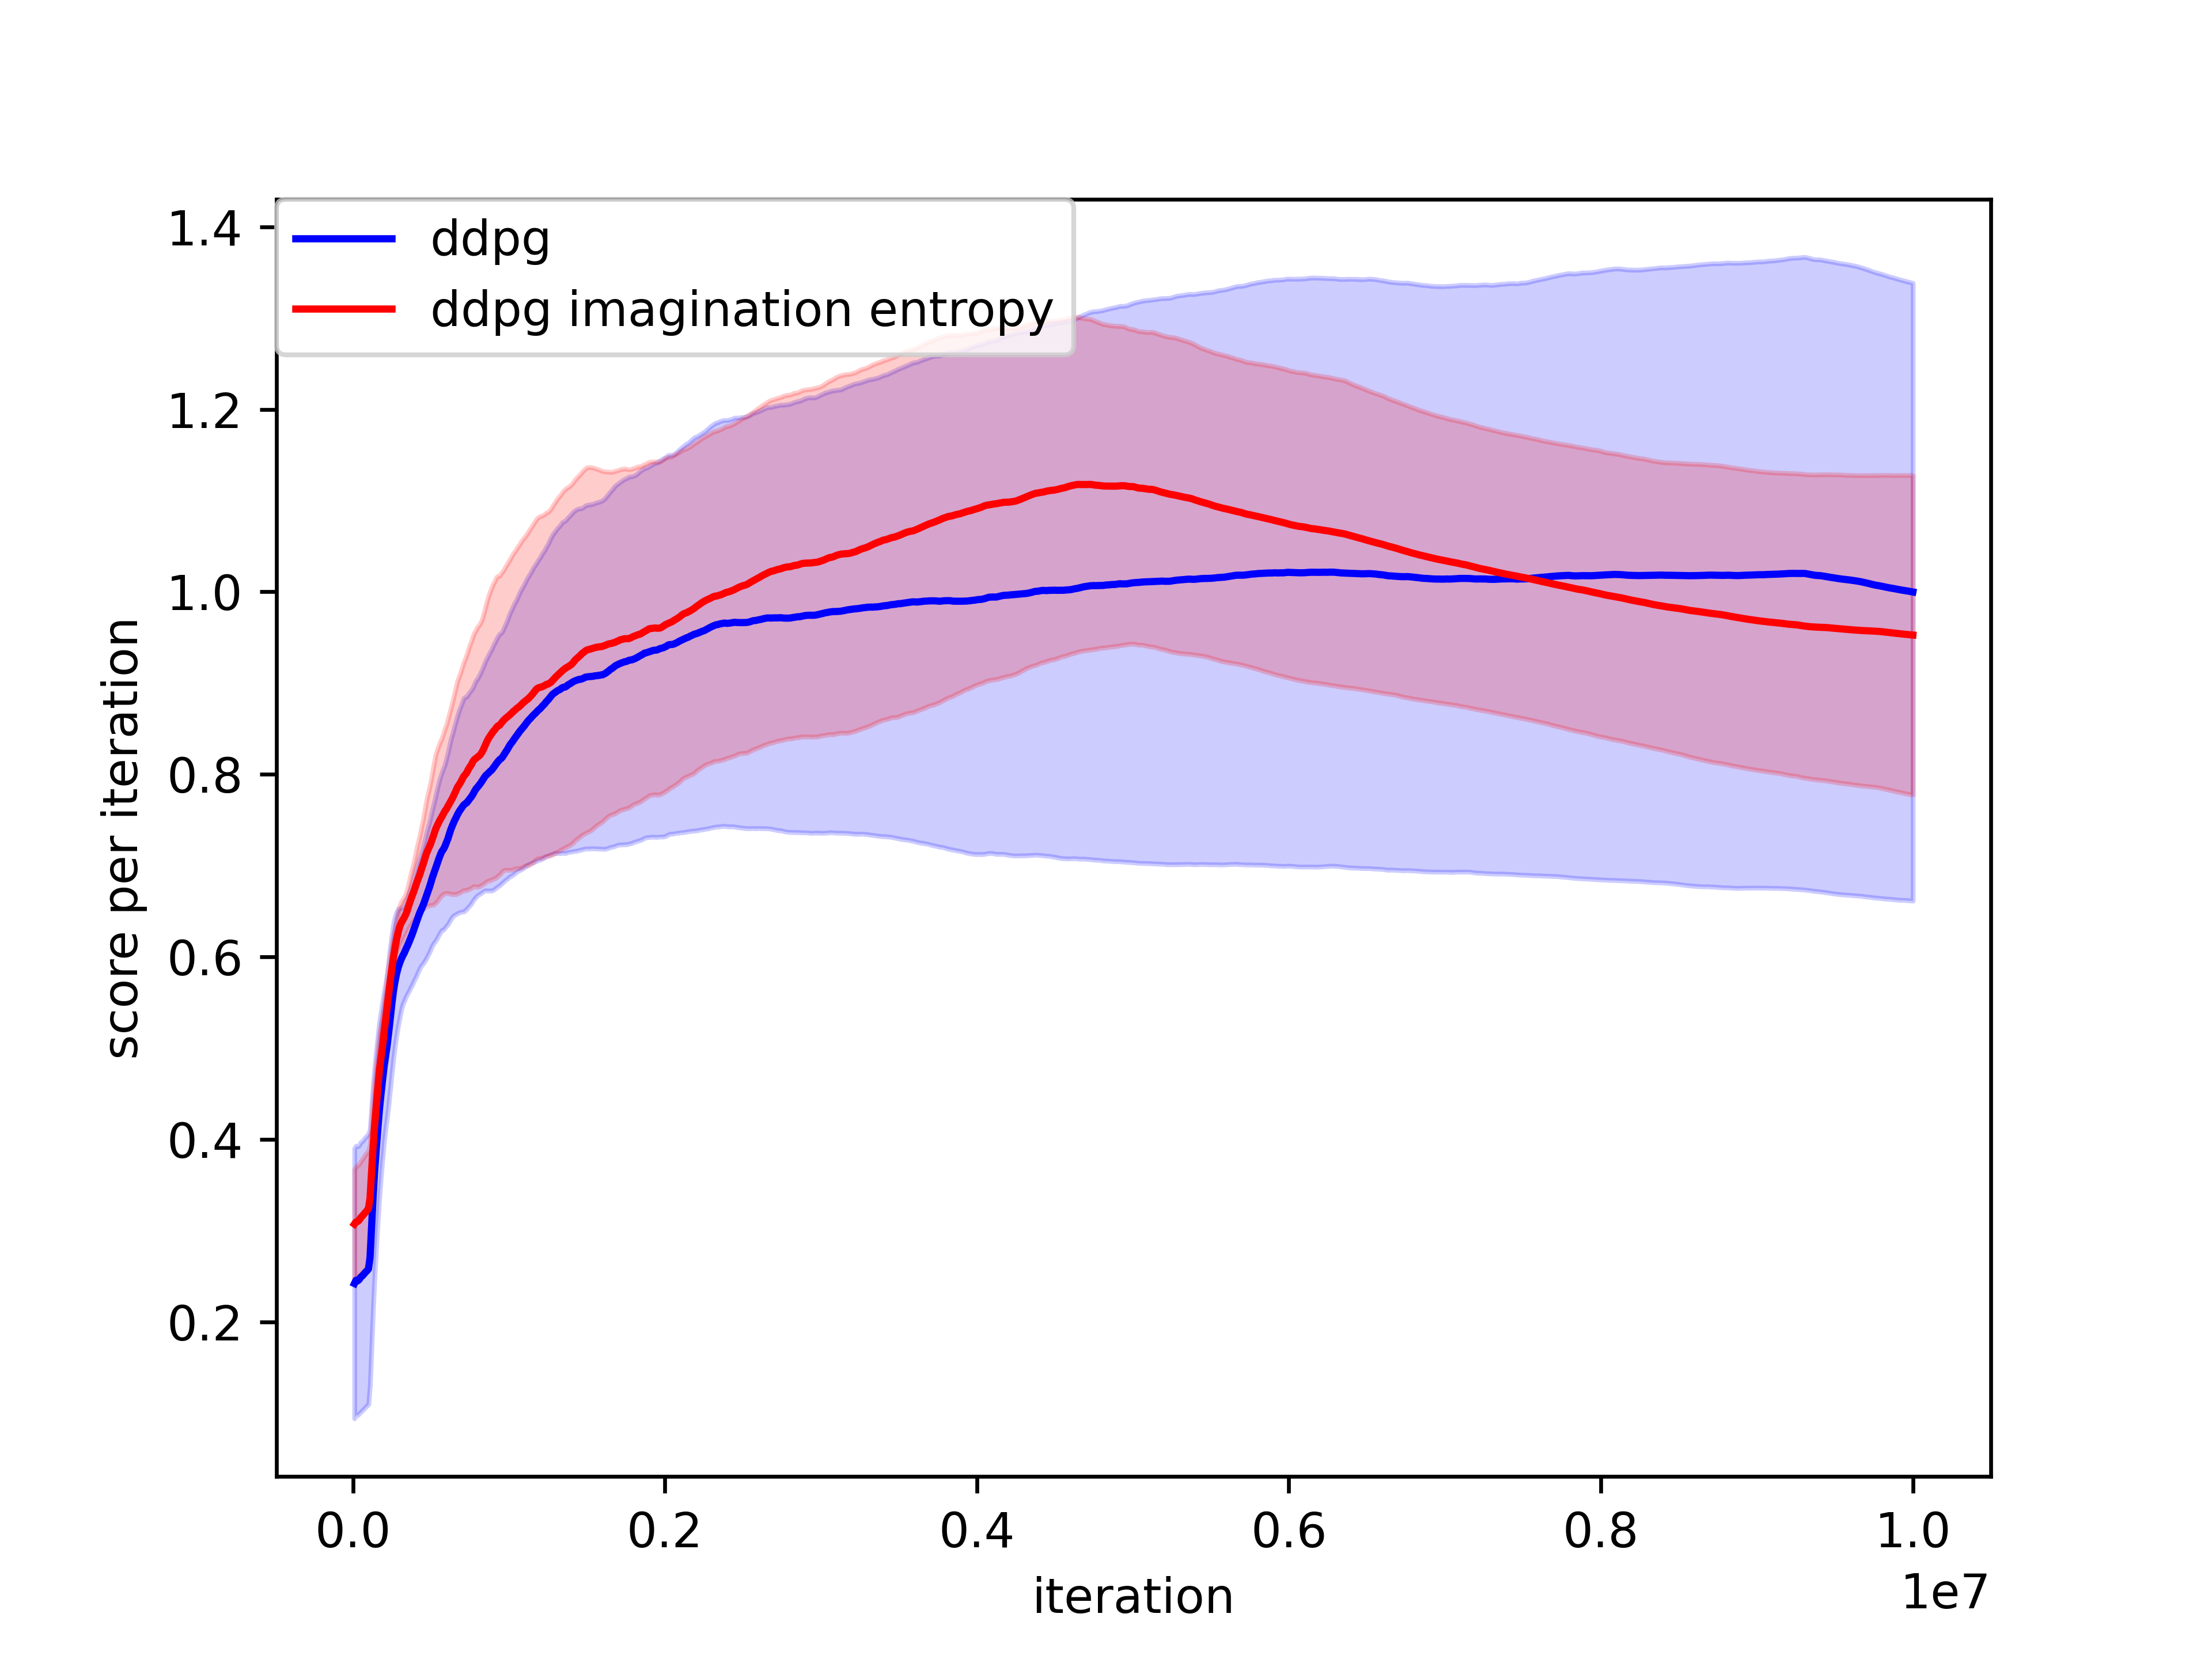 ddpg
ddpg imagination entropy
1.4
1.2
1.0
0.8
0.6
0.4
0.2
score per iteration
0.0 0.2 0.4 0.6 0.8 1.0
iteration
1e7